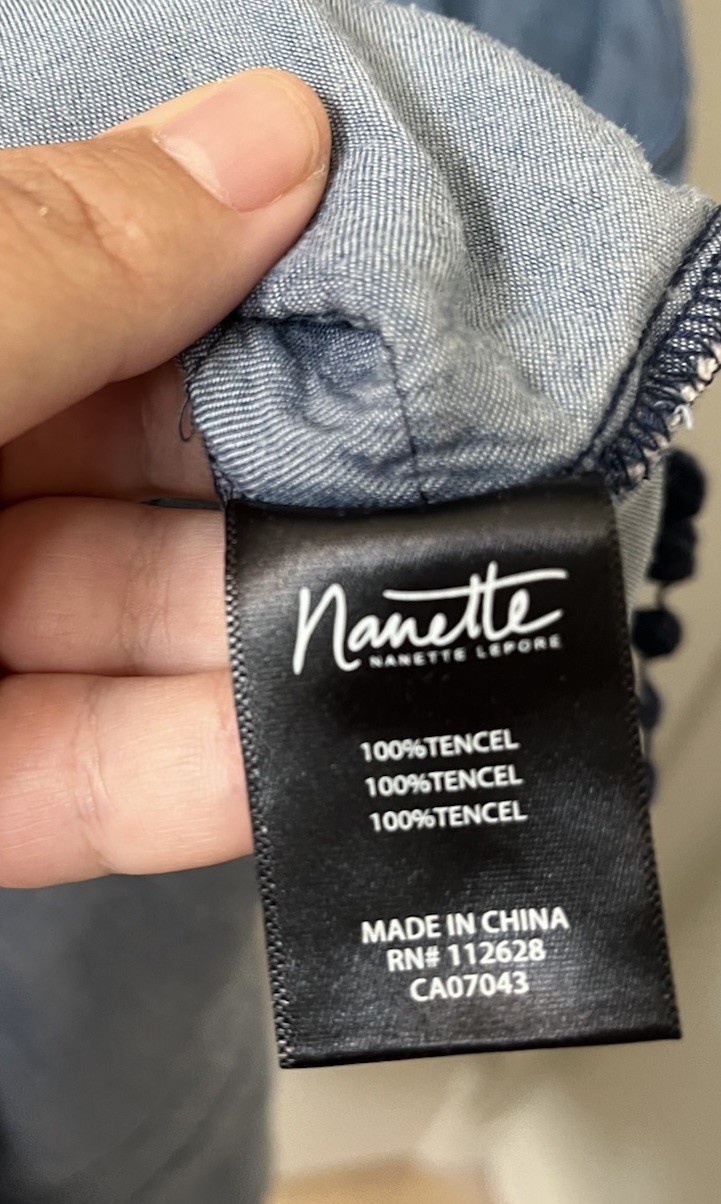 Nanette
NANETTE LEPORE
100%TENCEL
100%TENCEL
100%TENCEL
MADE IN CHINA
RN# 112628
CA07043